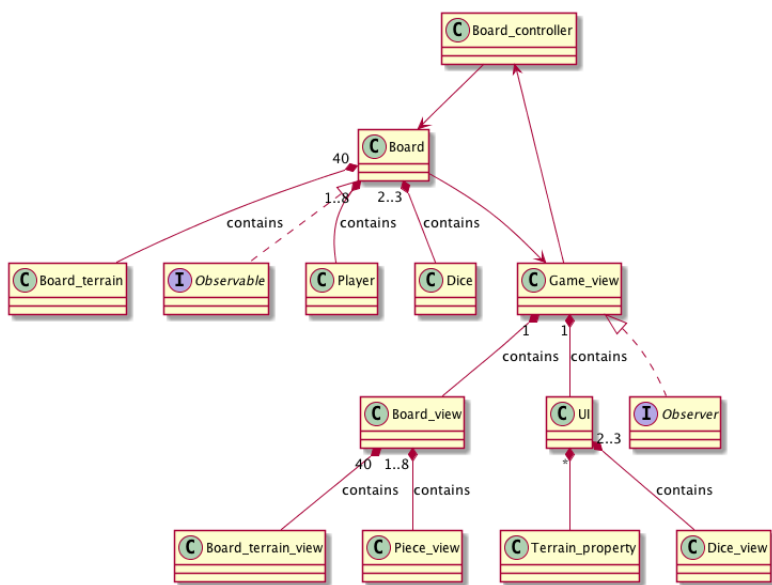 C Board_controller
C Board
40
1..8
2..3
contains
contains
contains
C Board_terrain
I Observable
C Player
C Dice
C Game_view
1
1
contains
contains
C Board_view
C UI
I Observer
40
1..8
*
2..3
contains
contains
contains
C Board_terrain_view
C Piece_view
C Terrain_property
C Dice_view